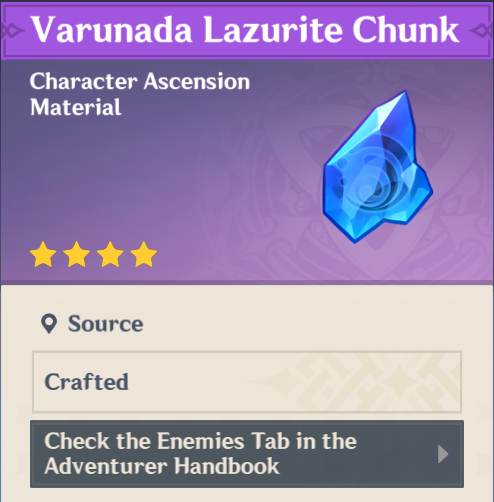 Varunada Lazurite Chunk
Character Ascension
Material
Source
Crafted
Check the Enemies Tab in the
Adventurer Handbook